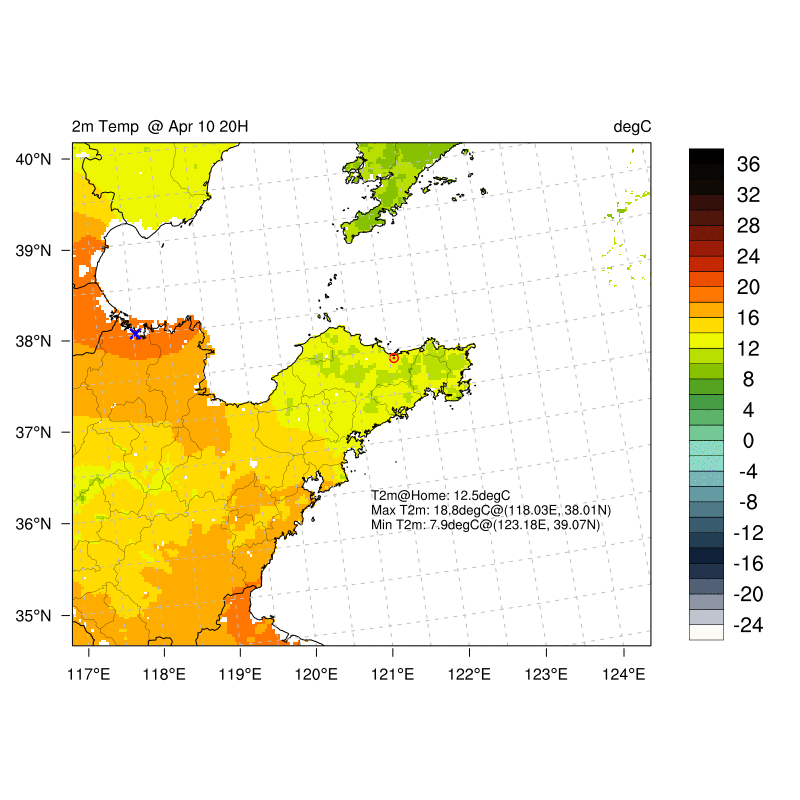 2m Temp @ Apr 10 20H degC
40°N
39°N
38°N
37°N
36°N
35°N
117°E 118°E 119°E 120°E 121°E 122°E 123°E 124°E
T2m@Home: 12.5degC
Max T2m: 18.8degC@(118.03E, 38.01N)
Min T2m: 7.9degC@(123.18E, 39.07N)
36
32
28
24
20
16
12
8
4
0
-4
-8
-12
-16
-20
-24